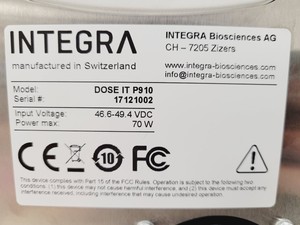 INTEGRA
INTEGRA Biosciences AG
CH – 7205 Zizers
manufactured in Switzerland
www.integra-biosciences.com
info@integra-biosciences.com
Model: DOSE IT P910
Serial #: 17121002
Input Voltage: 46.6-49.4 VDC
Power max: 70 W
CE
10
FC
This device complies with Part 15 of the FCC Rules. Operation is subject to the following two
conditions: (1) this device may not cause harmful interference, and (2) this device must accept any
interference received, including interference that may cause undesired operation.